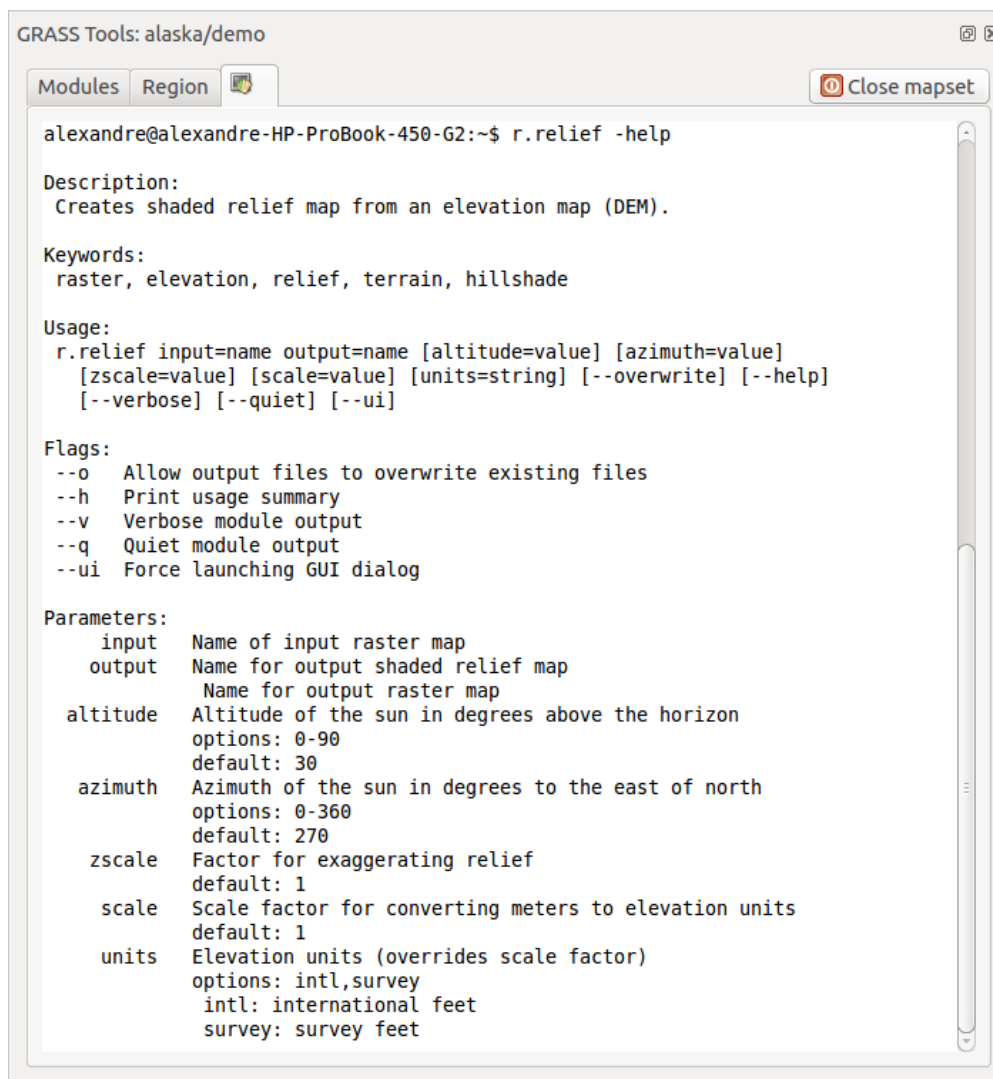 GRASS Tools: alaska/demo
Modules Region Close mapset
alexandre@alexandre-HP-ProBook-450-G2:~$ r.relief -help
Description:
Creates shaded relief map from an elevation map (DEM).
Keywords:
raster, elevation, relief, terrain, hillshade
Usage:
r.relief input=name output=name [altitude=value] [azimuth=value]
[zscale=value] [scale=value] [units=string] [--overwrite] [--help]
[--verbose] [--quiet] [--ui]
Flags:
--o Allow output files to overwrite existing files
--h Print usage summary
--v Verbose module output
--q Quiet module output
--ui Force launching GUI dialog
Parameters:
input Name of input raster map
output Name for output shaded relief map
Name for output raster map
altitude Altitude of the sun in degrees above the horizon
options: 0-90
default: 30
azimuth Azimuth of the sun in degrees to the east of north
options: 0-360
default: 270
zscale Factor for exaggerating relief
default: 1
scale Scale factor for converting meters to elevation units
default: 1
units Elevation units (overrides scale factor)
options: intl,survey
intl: international feet
survey: survey feet